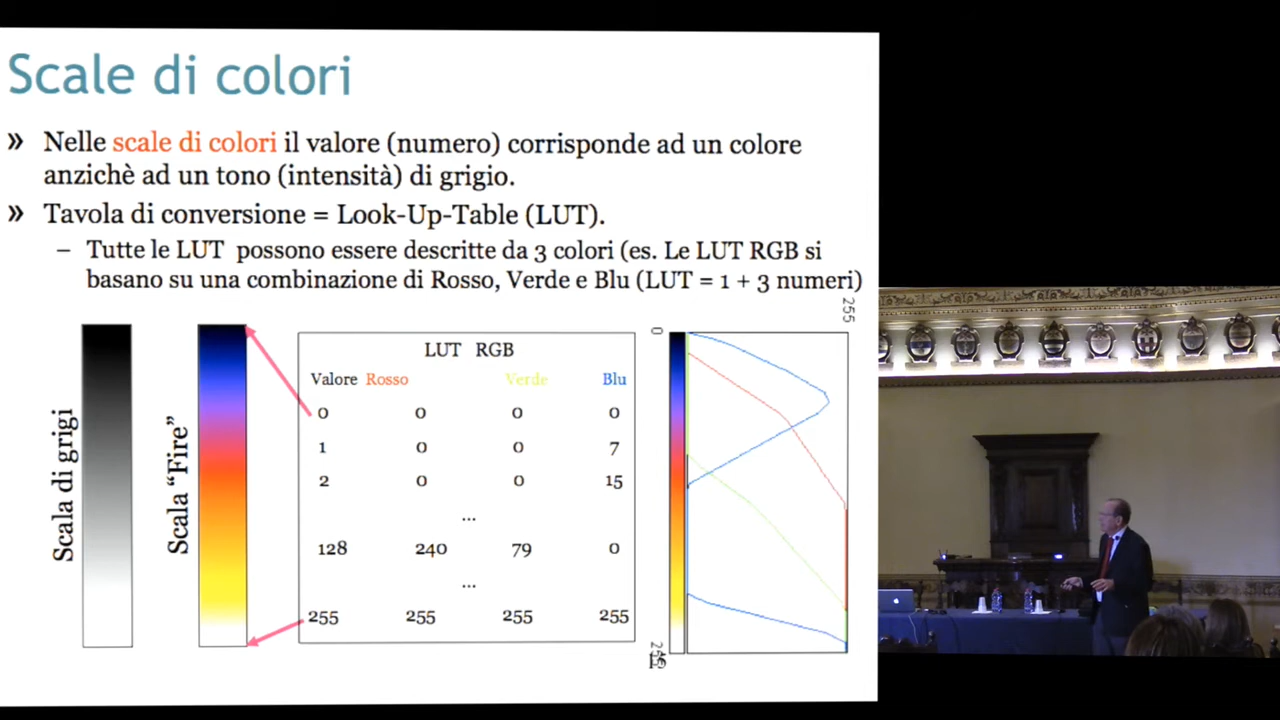 Scale di colori
» Nelle scale di colori il valore (numero) corrisponde ad un colore
anzichè ad un tono (intensità) di grigio.
» Tavola di conversione = Look-Up-Table (LUT).
– Tutte le LUT possono essere descritte da 3 colori (es. Le LUT RGB si
basano su una combinazione di Rosso, Verde e Blu (LUT = 1 + 3 numeri)
Scala di grigi
Scala “Fire”
LUT RGB
Valore Rosso Verde Blu
0 0 0 0
1 0 0 7
2 0 0 15
...
128 240 79 0
...
255 255 255 255
0
255